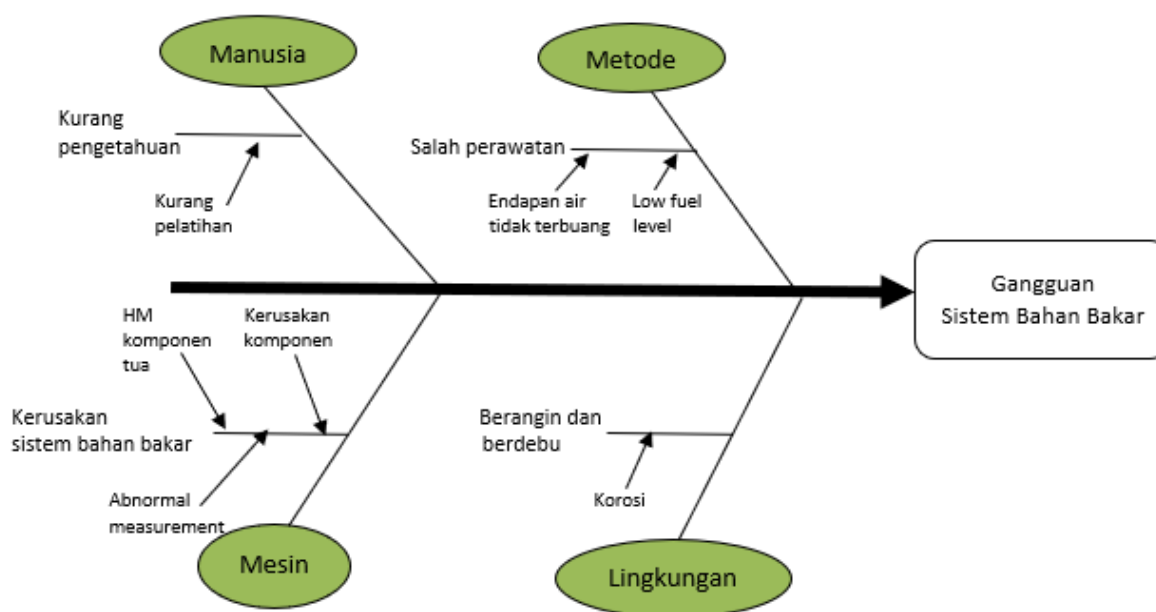 Manusia
Metode
Kurang
pengetahuan
Kurang
pelatihan
Salah perawatan
Endapan air
tidak terbuang
Low fuel
level
Gangguan
Sistem Bahan Bakar
HM
komponen
tua
Kerusakan
komponen
Kerusakan
sistem bahan bakar
Abnormal
measurement
Berangin dan
berdebu
Korosi
Mesin
Lingkungan